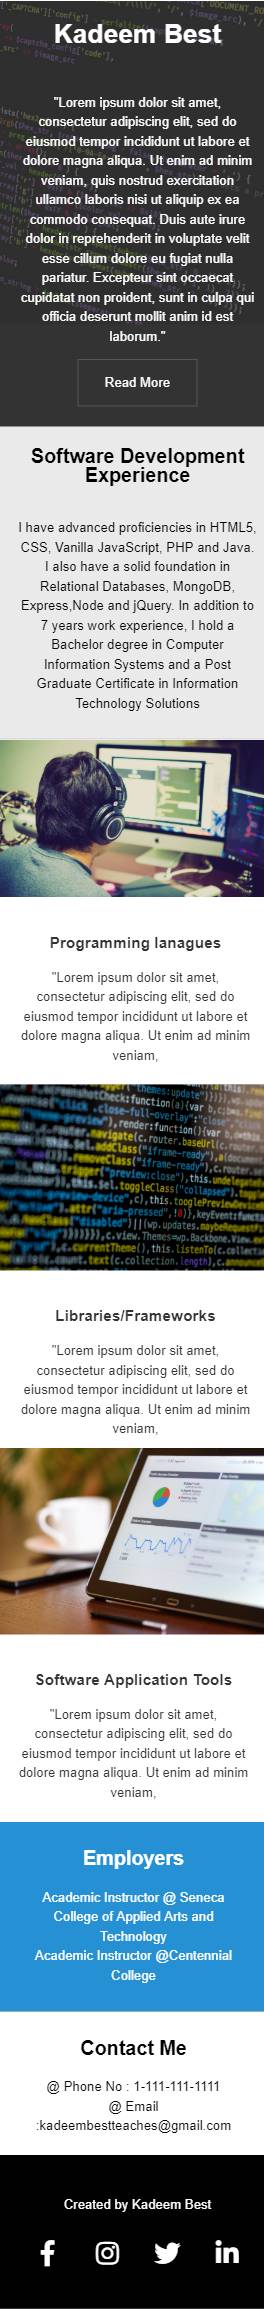 Kadeem Best
"Lorem ipsum dolor sit amet,
consectetur adipiscing elit, sed do
eiusmod tempor incididunt ut labore et
dolore magna aliqua. Ut enim ad minim
veniam, quis nostrud exercitation
ullamco laboris nisi ut aliquip ex ea
commodo consequat. Duis aute irure
dolor in reprehenderit in voluptate velit
esse cillum dolore eu fugiat nulla
pariatur. Excepteur sint occaecat
cupidatat non proident, sunt in culpa qui
officia deserunt mollit anim id est
laborum."
Read More
Software Development
Experience
I have advanced proficiencies in HTML5,
CSS, Vanilla JavaScript, PHP and Java.
I also have a solid foundation in
Relational Databases, MongoDB,
Express,Node and jQuery. In addition to
7 years work experience, I hold a
Bachelor degree in Computer
Information Systems and a Post
Graduate Certificate in Information
Technology Solutions
Programming lanagues
"Lorem ipsum dolor sit amet,
consectetur adipiscing elit, sed do
eiusmod tempor incididunt ut labore et
dolore magna aliqua. Ut enim ad minim
veniam,
Libraries/Frameworks
"Lorem ipsum dolor sit amet,
consectetur adipiscing elit, sed do
eiusmod tempor incididunt ut labore et
dolore magna aliqua. Ut enim ad minim
veniam,
Software Application Tools
"Lorem ipsum dolor sit amet,
consectetur adipiscing elit, sed do
eiusmod tempor incididunt ut labore et
dolore magna aliqua. Ut enim ad minim
veniam,
Employers
Academic Instructor @ Seneca
College of Applied Arts and
Technology
Academic Instructor @Centennial
College
Contact Me
@ Phone No : 1-111-111-1111
@ Email
:kadeembestteaches@gmail.com
Created by Kadeem Best